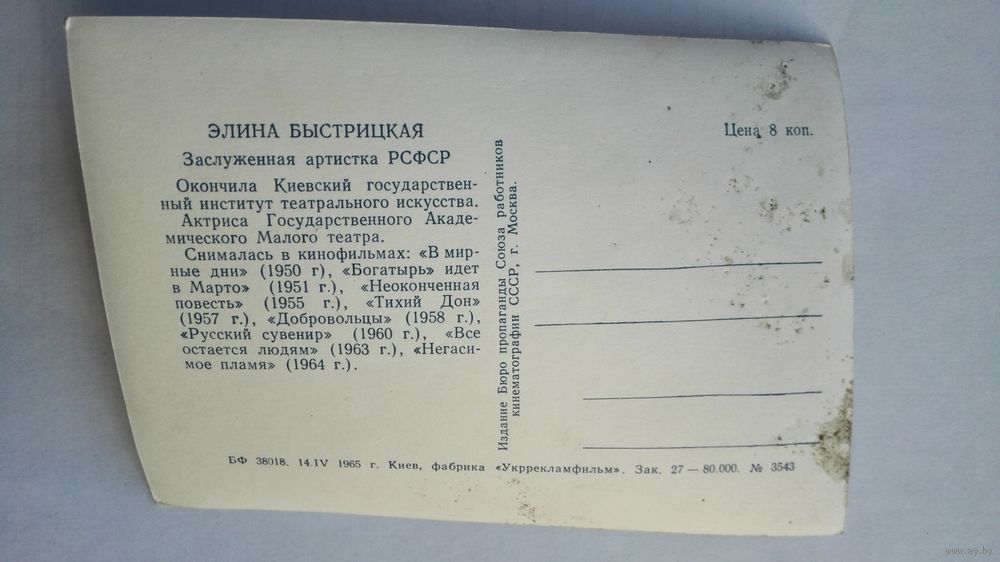 ЭЛИНА БЫСТРИЦКАЯ
Заслуженная артистка РСФСР
Окончила Киевский государствен-
ный институт театрального искусства.
Актриса Государственного Акаде-
мического Малого театра.
Снималась в кинофильмах: «В мир-
ные дни» (1950 г), «Богатырь» идет
в Марто» (1951 г.), «Неоконченная
повесть» (1955 г.), «Тихий Дон»
(1957 г.), «Добровольцы» (1958 г.),
«Русский сувенир» (1960 г.), «Все
остается людям» (1963 г.), «Негаси-
мое пламя» (1964 г.).
Издание Бюро пропаганды Союза работников
кинематографии СССР, г. Москва.
Цена 8 коп.
БФ 38018. 14.IV 1965 г. Киев, фабрика «Укррекламфильм». Зак. 27 — 80.000. № 3543
www.ay.by